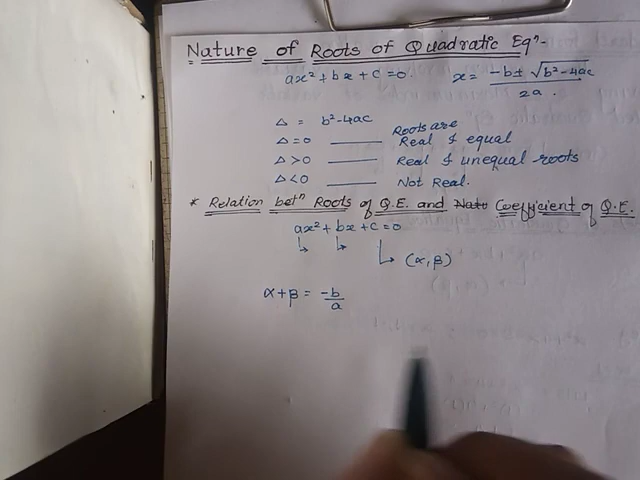 Nature of Roots of Quadratic Eqⁿ-
ax² + bx + c = 0. x = -b ± √b²-4ac / 2a.
Δ = b²-4ac
Roots are
Δ = 0 —— Real & equal
Δ > 0 —— Real & unequal roots
Δ < 0 —— Not Real.
* Relation betⁿ Roots of Q.E. and Natu Coefficient of Q.E.
ax² + bx + c = 0
(α, β)
α + β = -b/a